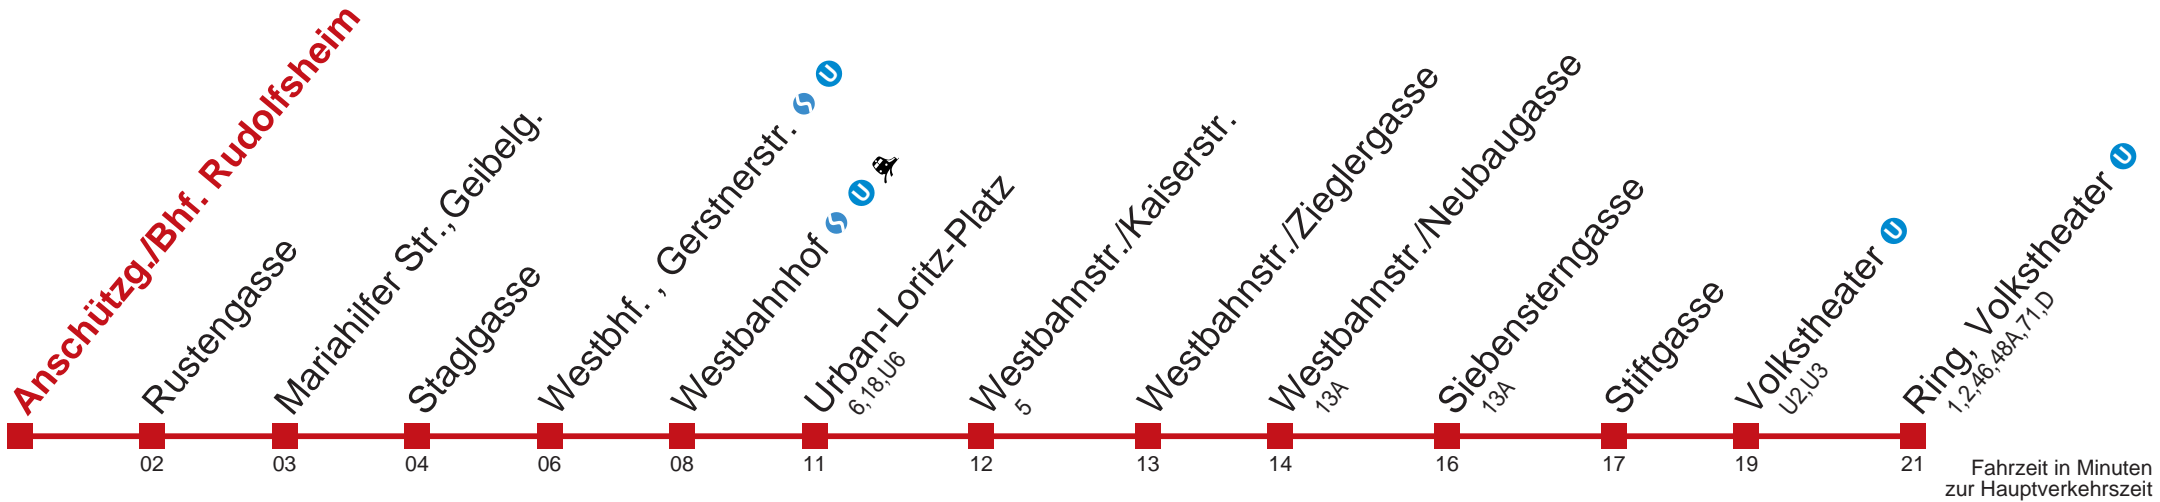 Anschützg./Bhf. Rudolfsheim
Rustengasse
02
Mariahilfer Str.,Geibelg.
03
Staglgasse
04
Westbhf. , Gerstnerstr. S U
06
Westbahnhof S U
08
Urban-Loritz-Platz
6,18,U6
11
Westbahnstr./Kaiserstr.
5
12
Westbahnstr./Zieglergasse
13
Westbahnstr./Neubaugasse
13A
14
Siebensterngasse
13A
16
Stiftgasse
17
Volkstheater U
U2,U3
19
Ring, Volkstheater U
1,2,46,48A,71,D
21
Fahrzeit in Minuten
zur Hauptverkehrszeit